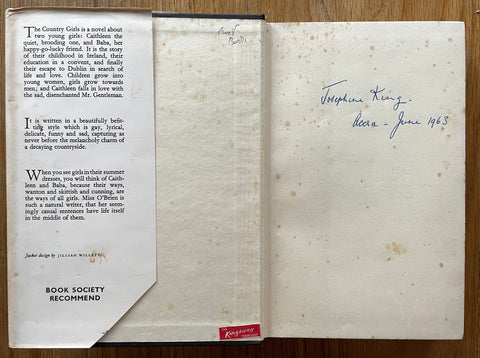 The Country Girls is a novel about
two young girls: Caithleen the
quiet, brooning one, and Baba, her
happy-go-lucky friend. It is the story
of their childhood in Ireland, their
education in a convent, and finally
their escape to Dublin in search of
life and love. Children grow into
young women, girls grow towards
men; and Caithleen falls in love with
the sad, disenchanted Mr. Gentleman.
It is written in a beautifully befit-
ting style which is gay, lyrical,
delicate, funny and sad, capturing as
never before the melancholy charm of
a decaying countryside.
When you see girls in their summer
dresses, you will think of Caith-
leen and Baba, because their ways,
wanton and skittish and cunning, are
the ways of all girls. Miss O'Brien is
such a natural writer, that her seem-
ingly casual sentences have life itself
in the middle of them.
Jacket design by JILLIAN WILLETT
BOOK SOCIETY
RECOMMEND
Josephine King.
Accra - June 1963
Kingsway